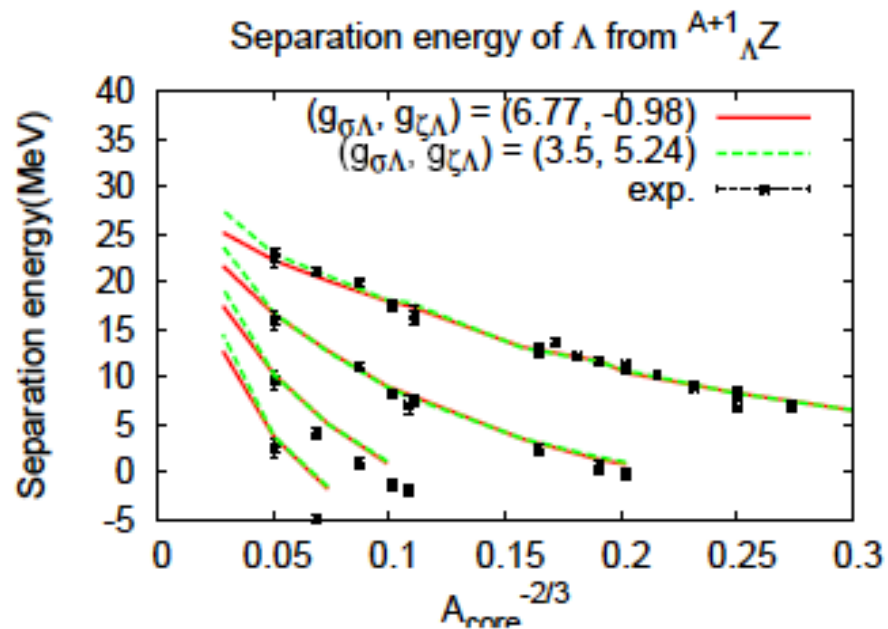 Separation energy of Λ from ᴬ⁺¹ΛZ
(gσΛ, gζΛ) = (6.77, -0.98)
(gσΛ, gζΛ) = (3.5, 5.24)
exp.
Separation energy(MeV)
40
35
30
25
20
15
10
5
0
-5
0 0.05 0.1 0.15 0.2 0.25 0.3
Acore^-2/3